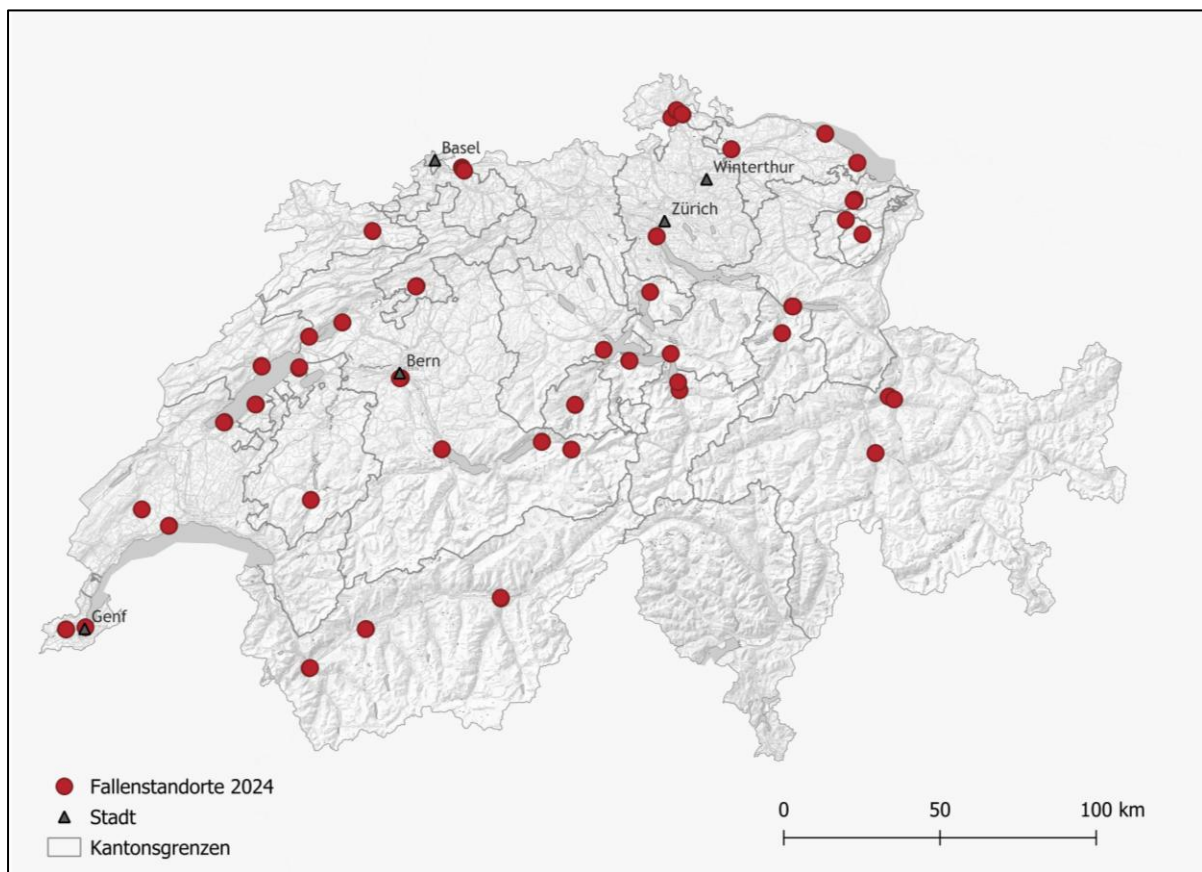 Basel
Winterthur
Zürich
Bern
Genf
Fallenstandorte 2024
Stadt
Kantonsgrenzen
0 50 100 km